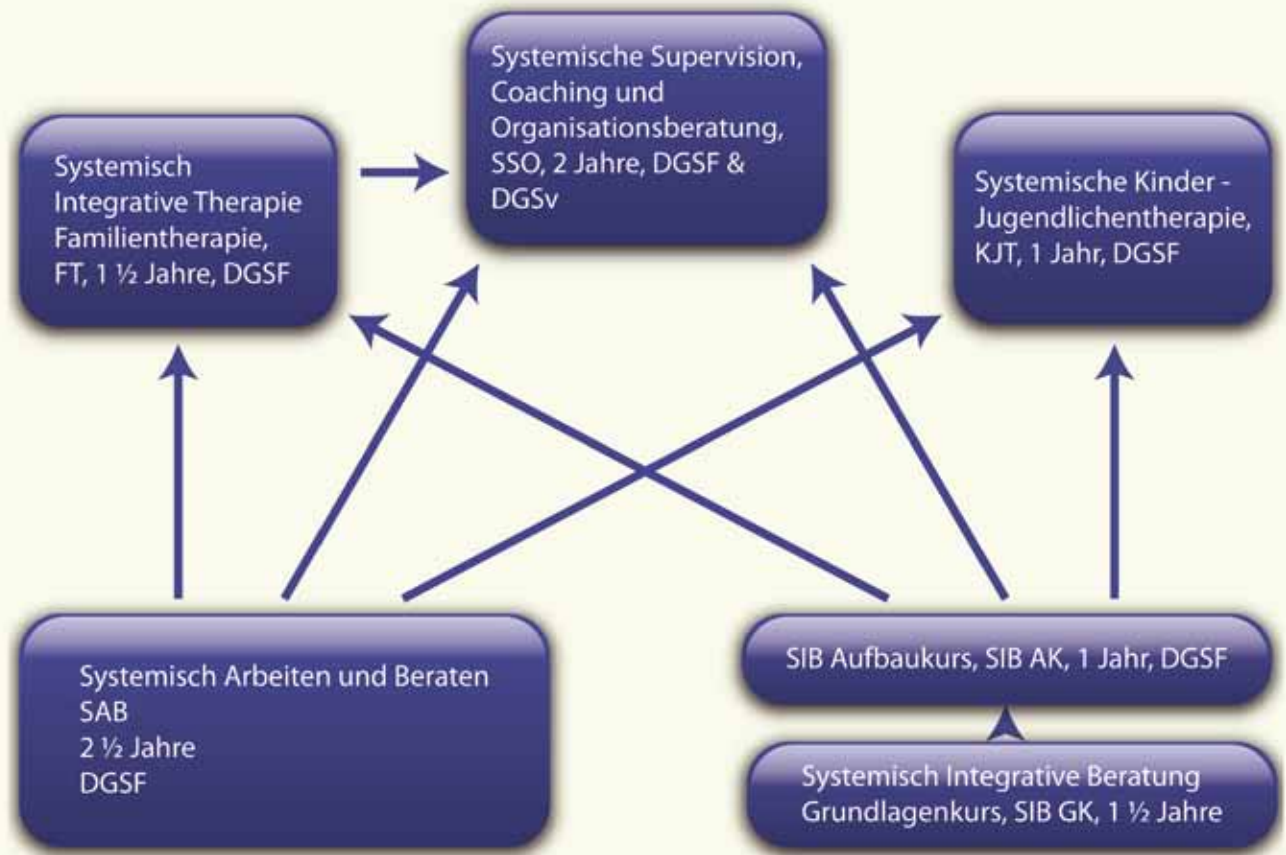 Systemische Supervision,
Coaching und
Organisationsberatung,
SSO, 2 Jahre, DGSF &
DGSv
Systemisch
Integrative Therapie
Familientherapie,
FT, 1 ½ Jahre, DGSF
Systemische Kinder -
Jugendlichentherapie,
KJT, 1 Jahr, DGSF
Systemisch Arbeiten und Beraten
SAB
2 ½ Jahre
DGSF
SIB Aufbaukurs, SIB AK, 1 Jahr, DGSF
Systemisch Integrative Beratung
Grundlagenkurs, SIB GK, 1 ½ Jahre